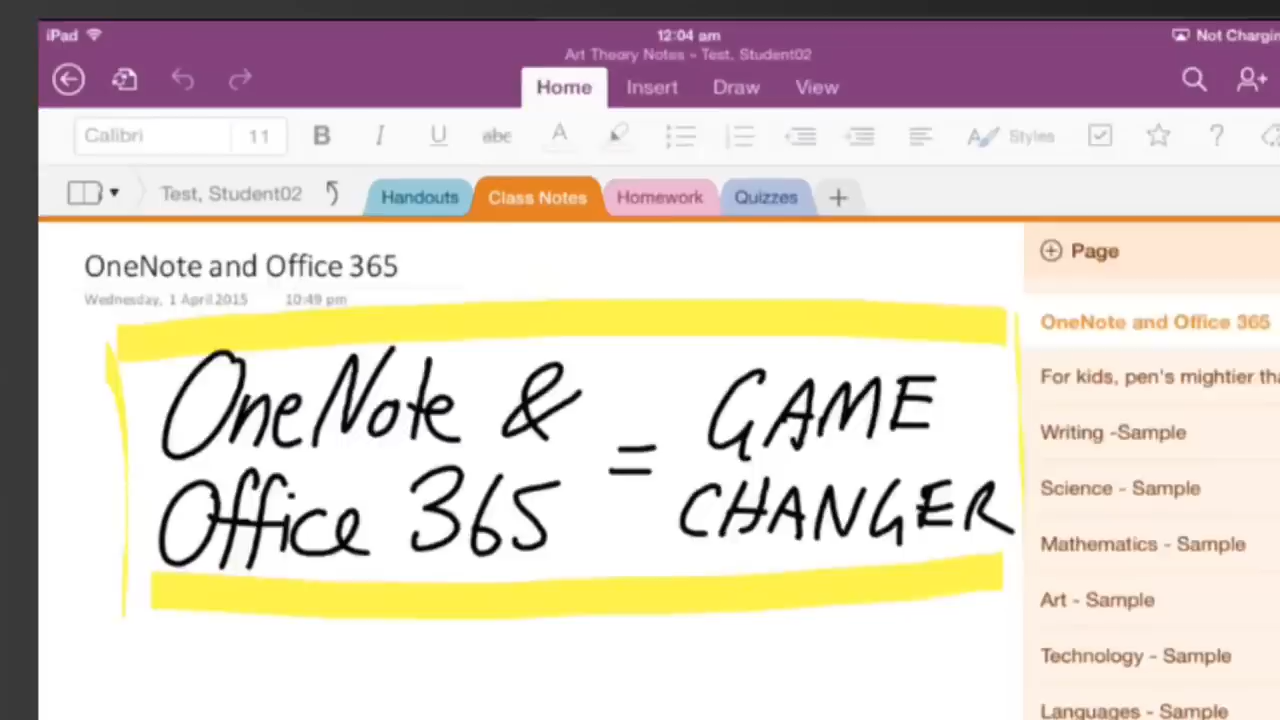 iPad
12:04 am
Not Chargin
Art Theory Notes - Test, Student02
Home Insert Draw View
Calibri 11 B I U abc A A Styles ?
Test, Student02 Handouts Class Notes Homework Quizzes +
OneNote and Office 365
Wednesday, 1 April 2015 10:49 pm
OneNote & = GAME
Office 365 CHANGER
Page
OneNote and Office 365
For kids, pen's mightier tha
Writing -Sample
Science - Sample
Mathematics - Sample
Art - Sample
Technology - Sample
Languages - Sample